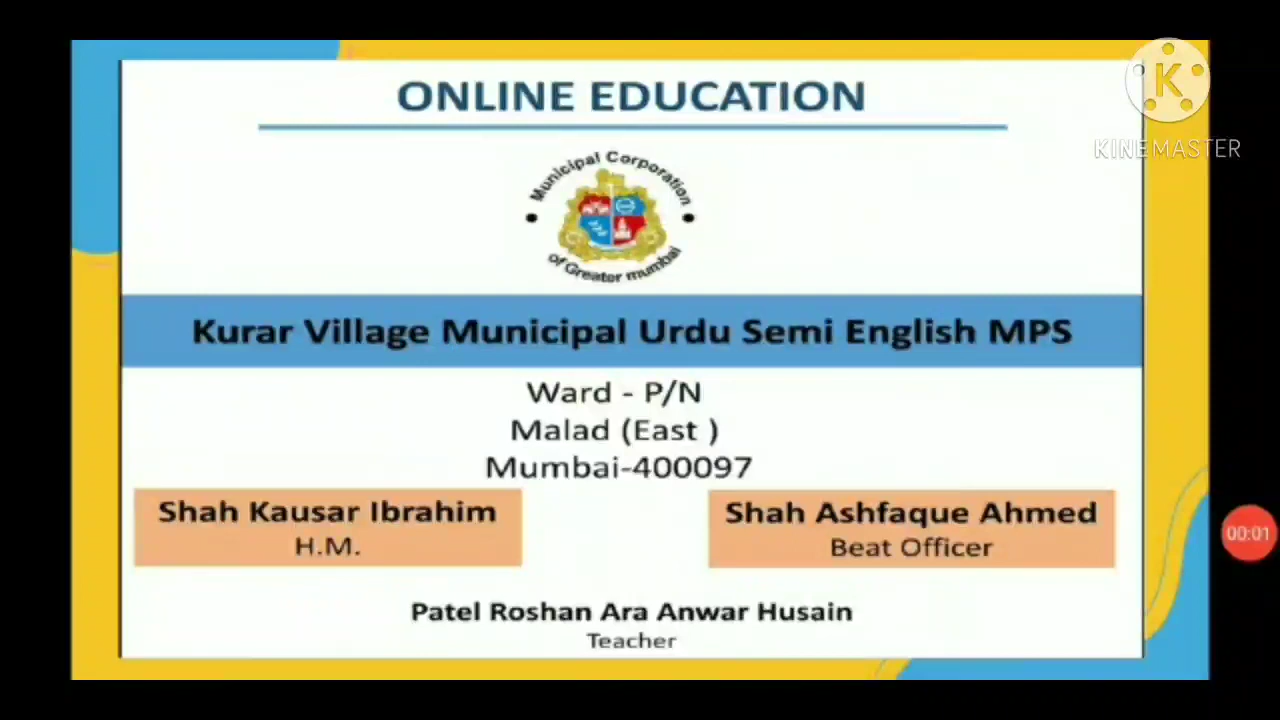 ONLINE EDUCATION
Municipal Corporation
of Greater mumbai
Kurar Village Municipal Urdu Semi English MPS
Ward - P/N
Malad (East )
Mumbai-400097
Shah Kausar Ibrahim
H.M.
Shah Ashfaque Ahmed
Beat Officer
Patel Roshan Ara Anwar Husain
Teacher
K
KINEMASTER
00:01